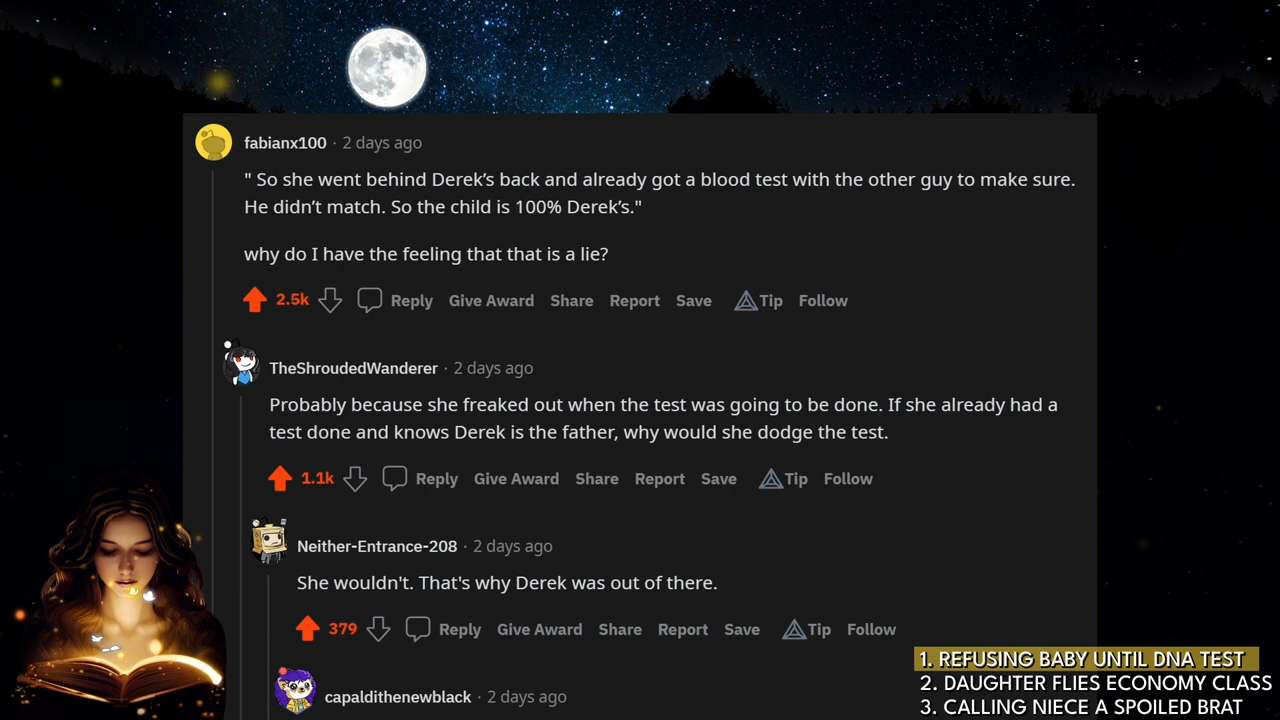 fabianx100 · 2 days ago
" So she went behind Derek’s back and already got a blood test with the other guy to make sure.
He didn’t match. So the child is 100% Derek’s."
why do I have the feeling that that is a lie?
2.5k Reply Give Award Share Report Save Tip Follow
TheShroudedWanderer · 2 days ago
Probably because she freaked out when the test was going to be done. If she already had a
test done and knows Derek is the father, why would she dodge the test.
1.1k Reply Give Award Share Report Save Tip Follow
Neither-Entrance-208 · 2 days ago
She wouldn't. That's why Derek was out of there.
379 Reply Give Award Share Report Save Tip Follow
capaldithenewblack · 2 days ago
1. REFUSING BABY UNTIL DNA TEST
2. DAUGHTER FLIES ECONOMY CLASS
3. CALLING NIECE A SPOILED BRAT